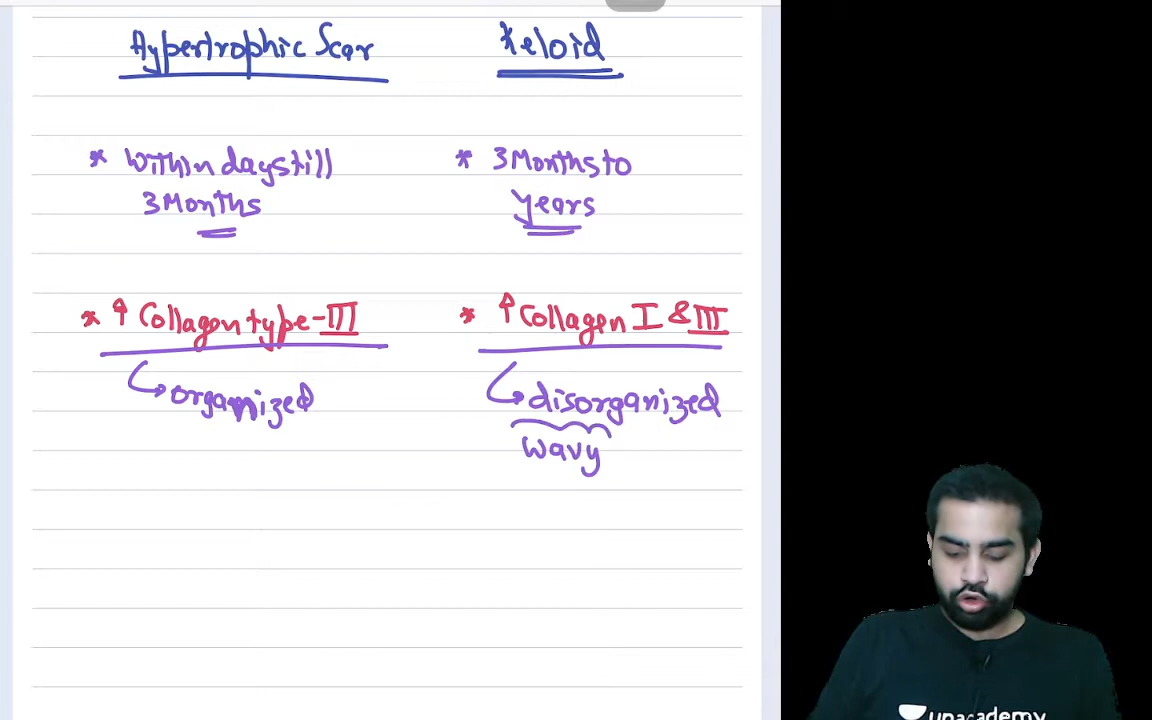 Hypertrophic Scar
Keloid
* Within days till
3 Months
* 3 Months to
years
* ↑ Collagen type-III
organized
* ↑ Collagen I & III
disorganized
wavy
unacademy